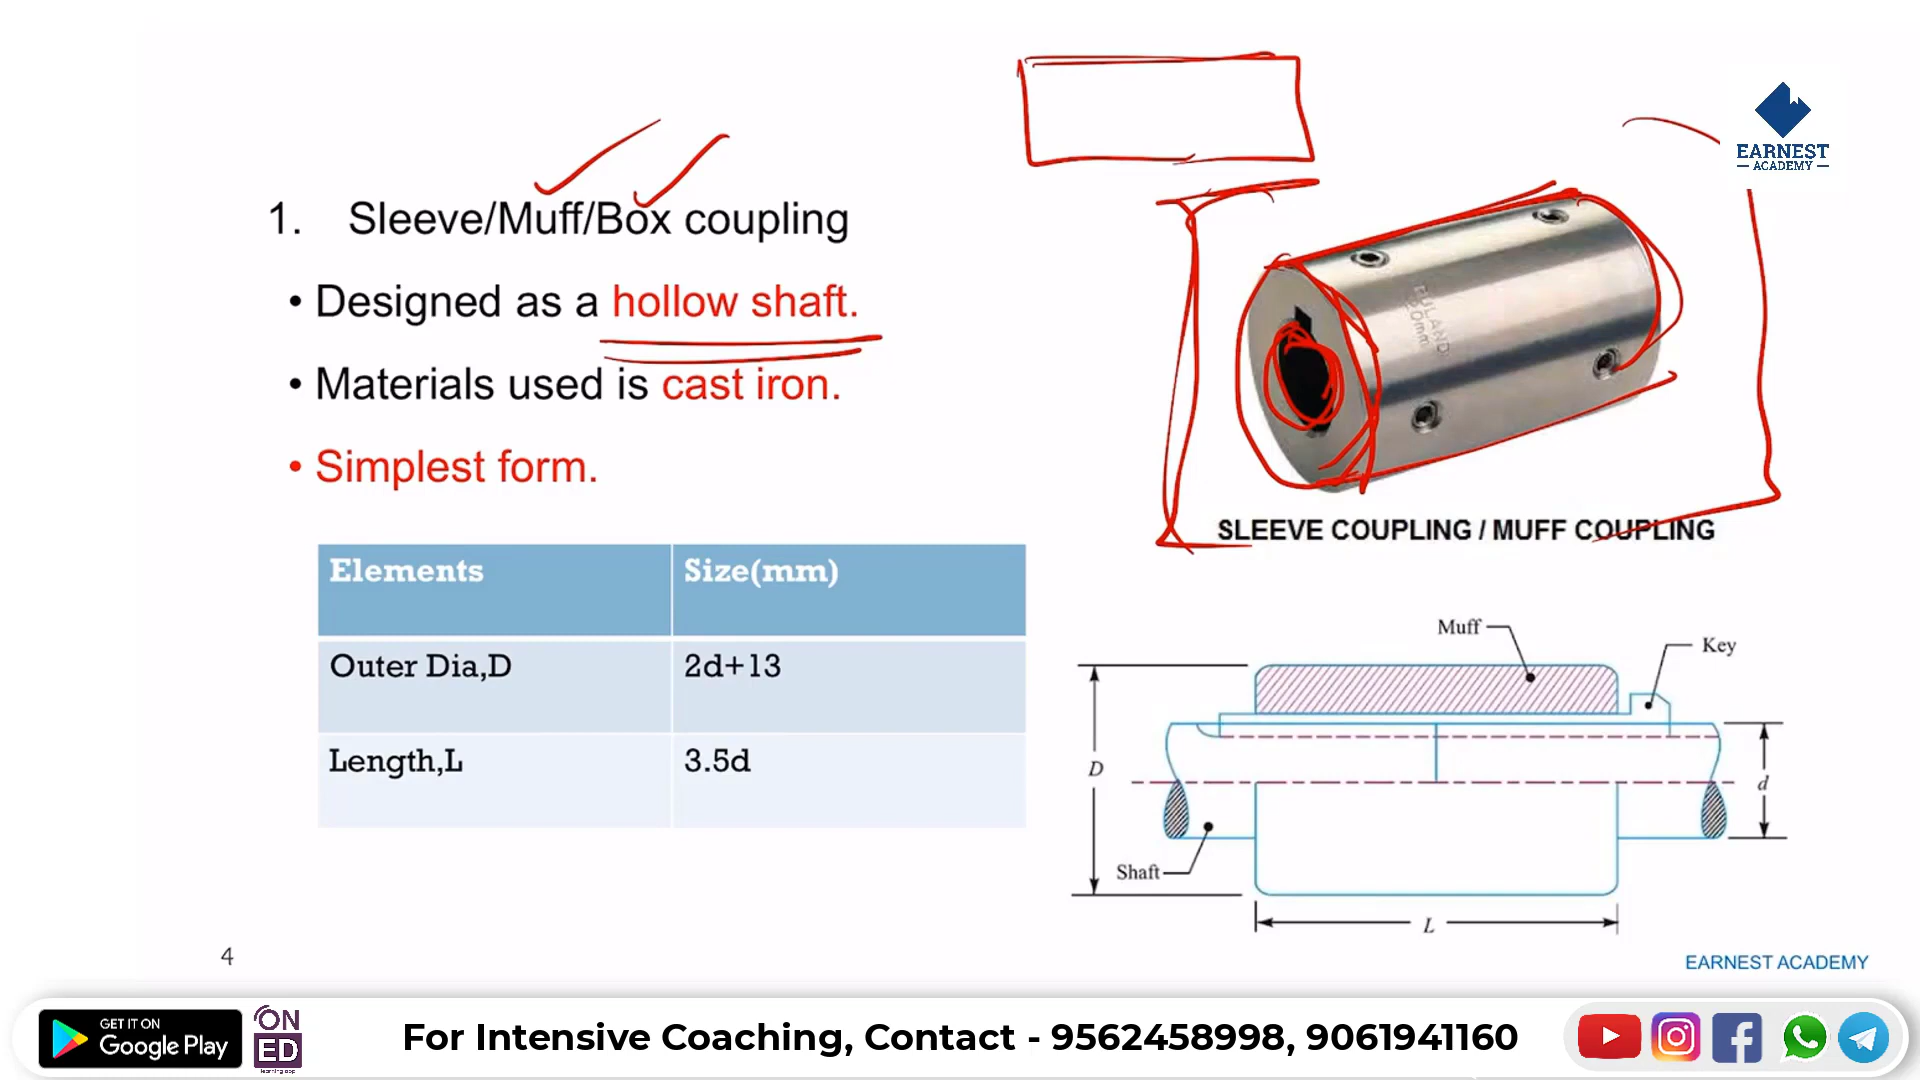 EARNEST
ACADEMY
1. Sleeve/Muff/Box coupling
• Designed as a hollow shaft.
• Materials used is cast iron.
• Simplest form.
SLEEVE COUPLING / MUFF COUPLING
Elements Size(mm)
Outer Dia,D 2d+13
Length,L 3.5d
Muff
Key
D
d
Shaft
L
4
EARNEST ACADEMY
GET IT ON
Google Play
ON
ED
For Intensive Coaching, Contact - 9562458998, 9061941160